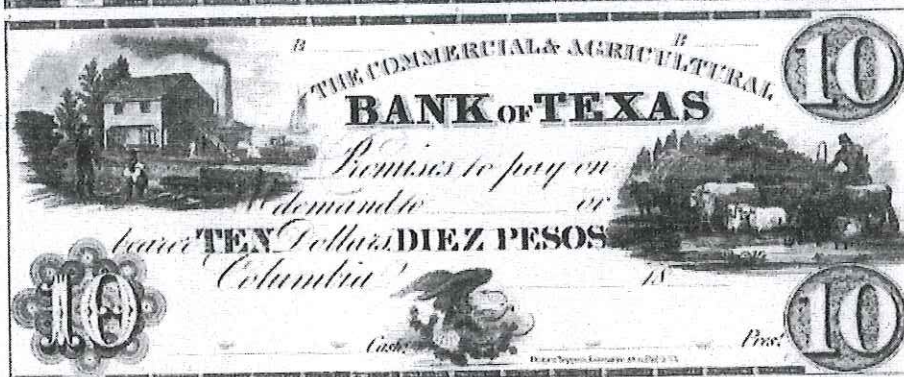 B B
10
THE COMMERCIAL & AGRICULTURAL
BANK OF TEXAS
Promises to pay on
demand to or
bearer TEN Dollars, DIEZ PESOS
Columbia 18
10
Cash.r Pres.t
10